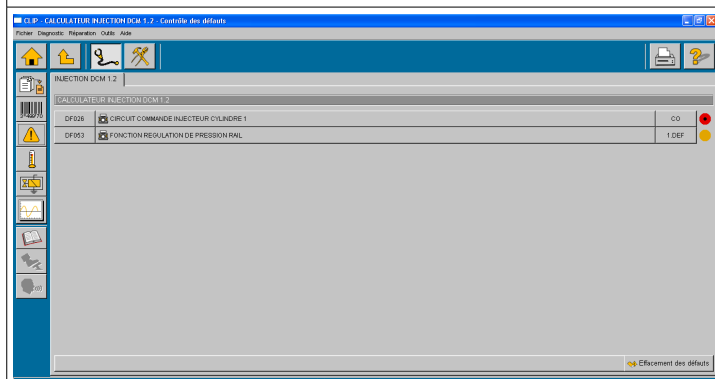 CLIP - CALCULATEUR INJECTION DCM 1.2 - Contrôle des défauts
Fichier Diagnostic Réparation Outils Aide
INJECTION DCM 1.2
CALCULATEUR INJECTION DCM 1.2
DF026 CIRCUIT COMMANDE INJECTEUR CYLINDRE 1 CO
DF053 FONCTION REGULATION DE PRESSION RAIL 1.DEF
Effacement des défauts